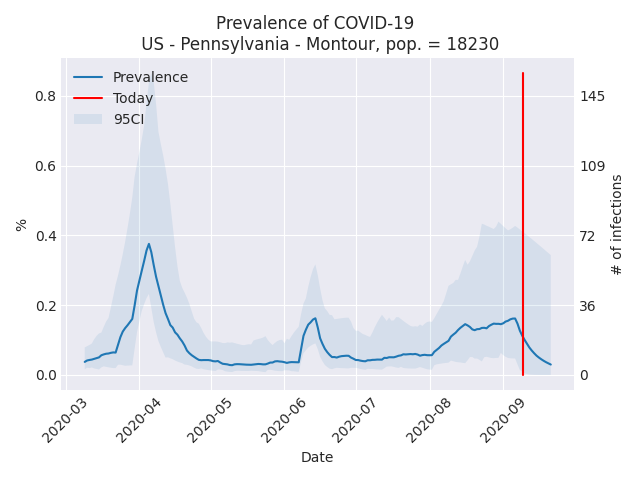 Prevalence of COVID-19
US - Pennsylvania - Montour, pop. = 18230
Prevalence
Today
95CI
%
0.8
0.6
0.4
0.2
0.0
145
109
72
36
0
# of infections
2020-03
2020-04
2020-05
2020-06
2020-07
2020-08
2020-09
Date